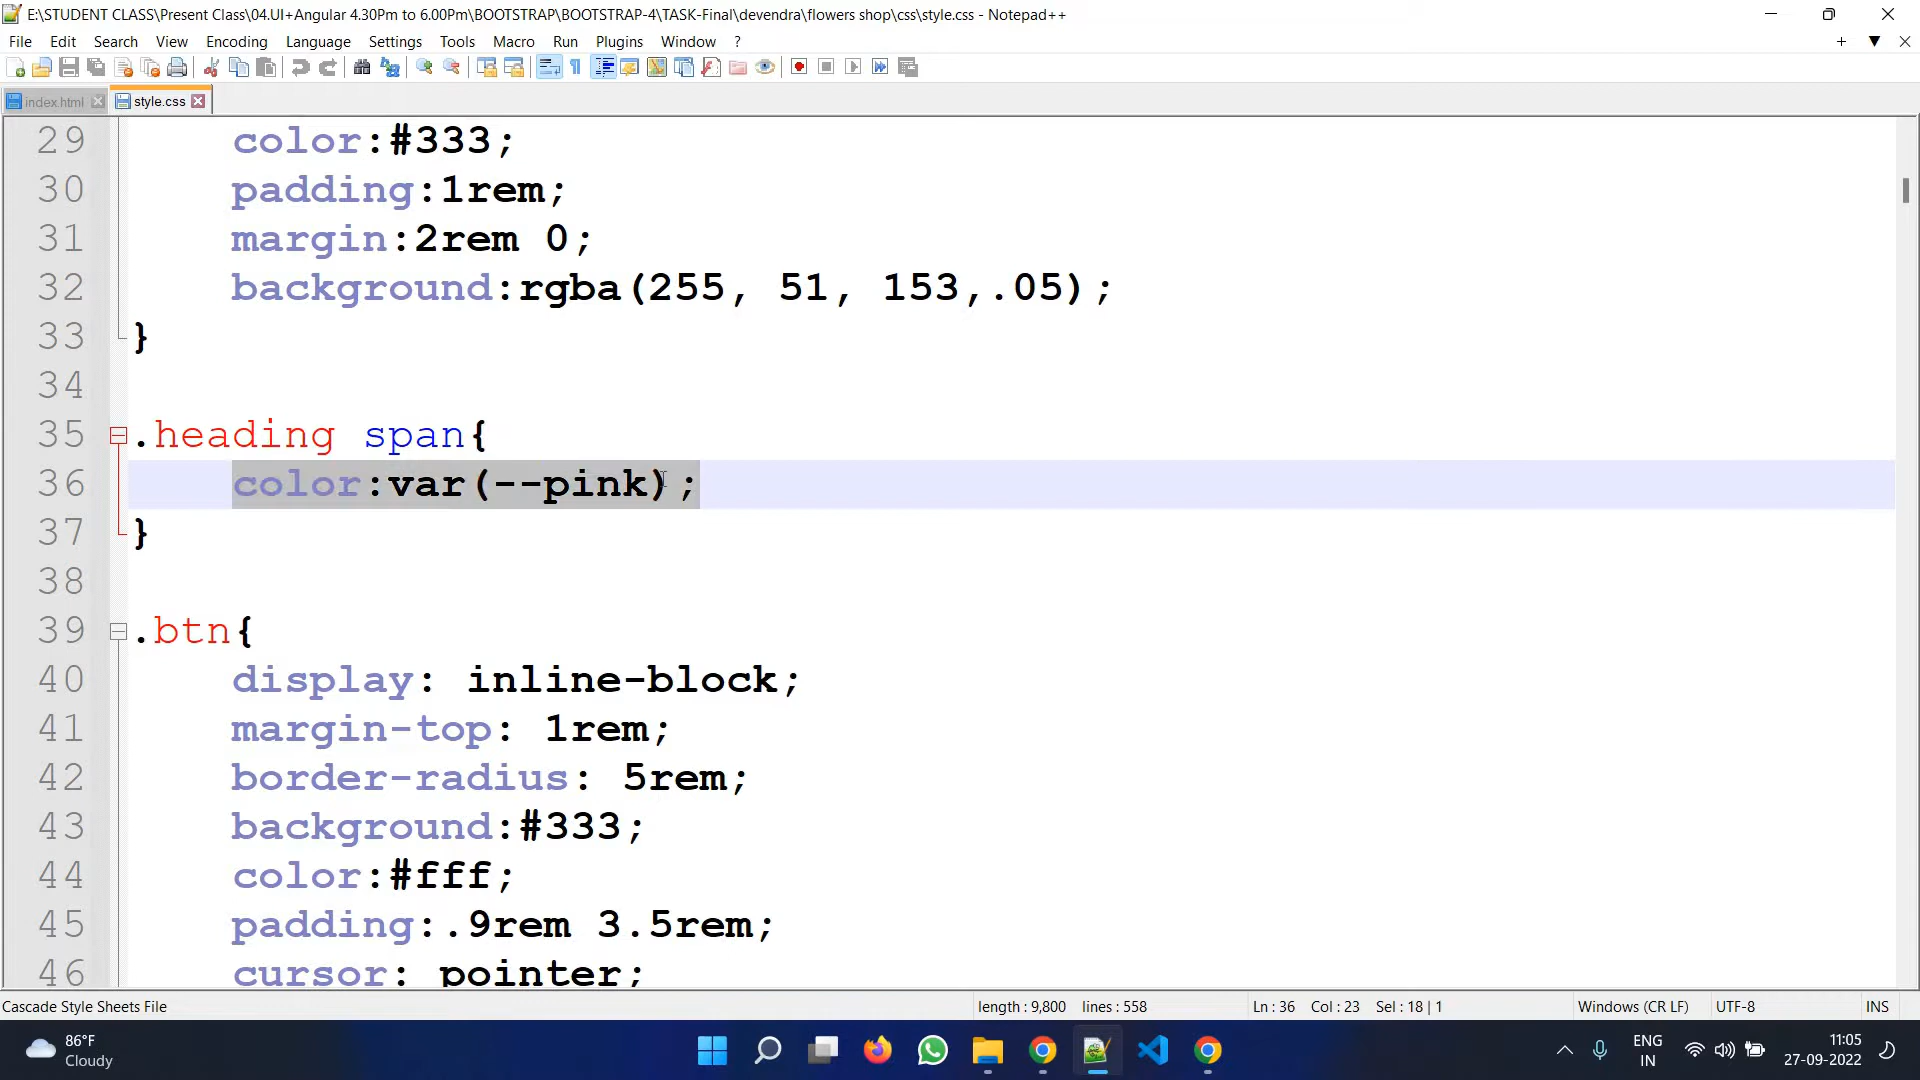 E:\STUDENT CLASS\Present Class\04.UI+Angular 4.30Pm to 6.00Pm\BOOTSTRAP\BOOTSTRAP-4\TASK-Final\devendra\flowers shop\css\style.css - Notepad++
File Edit Search View Encoding Language Settings Tools Macro Run Plugins Window ?
index.html style.css
29 color:#333;
30 padding:1rem;
31 margin:2rem 0;
32 background:rgba(255, 51, 153,.05);
33 }
34
35 .heading span{
36 color:var(--pink);
37 }
38
39 .btn{
40 display: inline-block;
41 margin-top: 1rem;
42 border-radius: 5rem;
43 background:#333;
44 color:#fff;
45 padding:.9rem 3.5rem;
46 cursor: pointer;
Cascade Style Sheets File length : 9,800 lines : 558 Ln : 36 Col : 23 Sel : 18 | 1 Windows (CR LF) UTF-8 INS
86°F
Cloudy
ENG
IN
11:05
27-09-2022